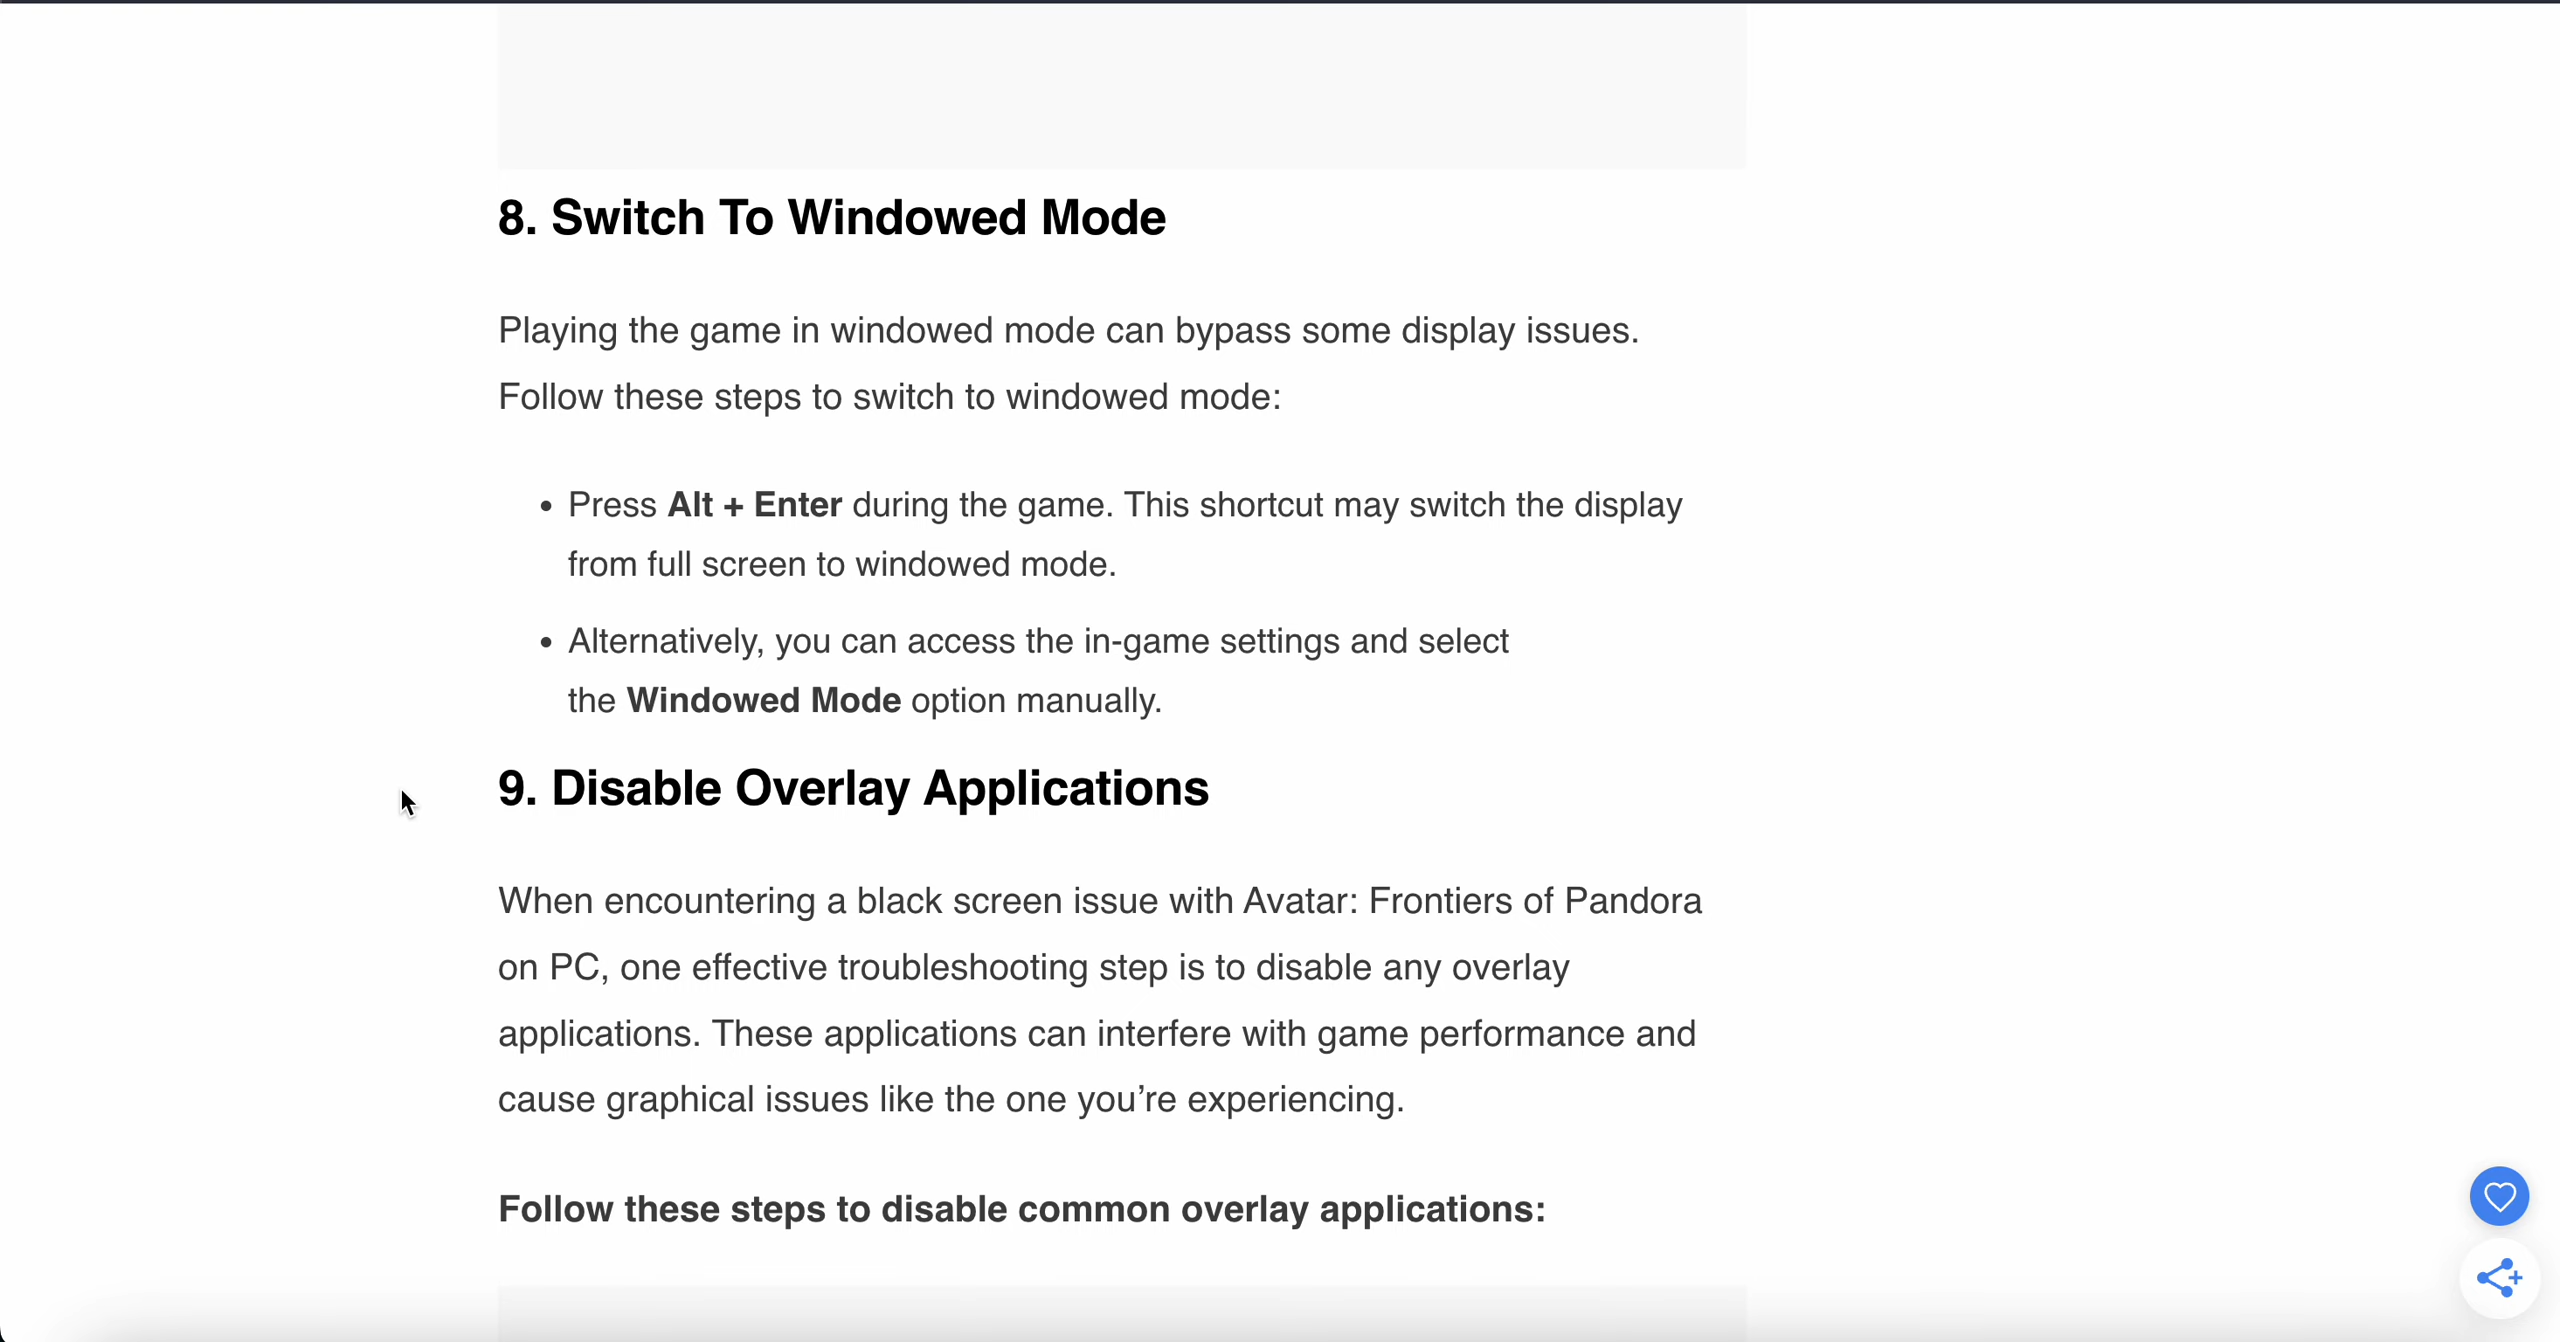 8. Switch To Windowed Mode
Playing the game in windowed mode can bypass some display issues.
Follow these steps to switch to windowed mode:
• Press Alt + Enter during the game. This shortcut may switch the display
from full screen to windowed mode.
• Alternatively, you can access the in-game settings and select
the Windowed Mode option manually.
9. Disable Overlay Applications
When encountering a black screen issue with Avatar: Frontiers of Pandora
on PC, one effective troubleshooting step is to disable any overlay
applications. These applications can interfere with game performance and
cause graphical issues like the one you’re experiencing.
Follow these steps to disable common overlay applications: